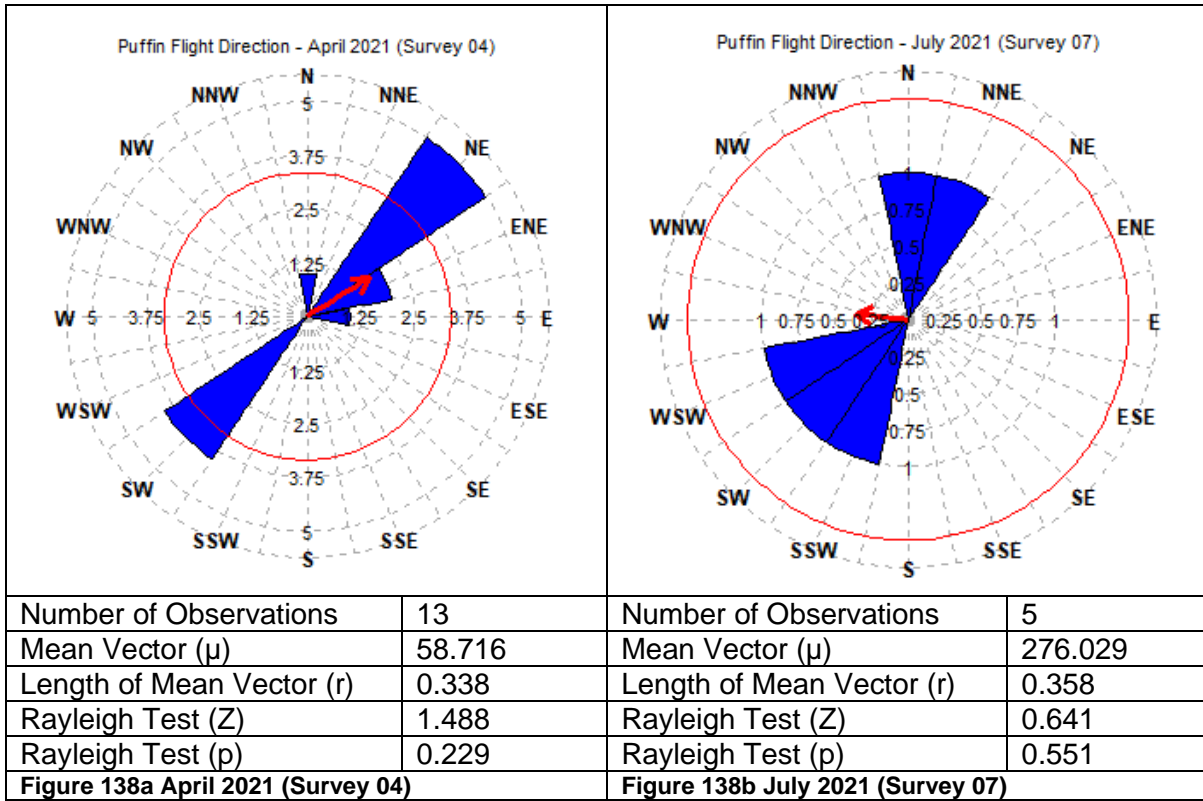 Puffin Flight Direction - April 2021 (Survey 04)
N
NNW NNE
5
NW NE
3.75
2.5
WNW ENE
1.25
W 5 3.75 2.5 1.25 1.25 2.5 3.75 5 E
1.25
WSW ESE
2.5
3.75
SW SE
5
SSW SSE
S
Puffin Flight Direction - July 2021 (Survey 07)
N
NNW NNE
NW NE
1
0.75
WNW ENE
0.5
0.25
W 1 0.75 0.5 0.25 0.25 0.5 0.75 1 E
0.25
WSW ESE
0.5
0.75
1
SW SE
SSW SSE
S
Number of Observations 13
Mean Vector (µ) 58.716
Length of Mean Vector (r) 0.338
Rayleigh Test (Z) 1.488
Rayleigh Test (p) 0.229
Figure 138a April 2021 (Survey 04)
Number of Observations 5
Mean Vector (µ) 276.029
Length of Mean Vector (r) 0.358
Rayleigh Test (Z) 0.641
Rayleigh Test (p) 0.551
Figure 138b July 2021 (Survey 07)